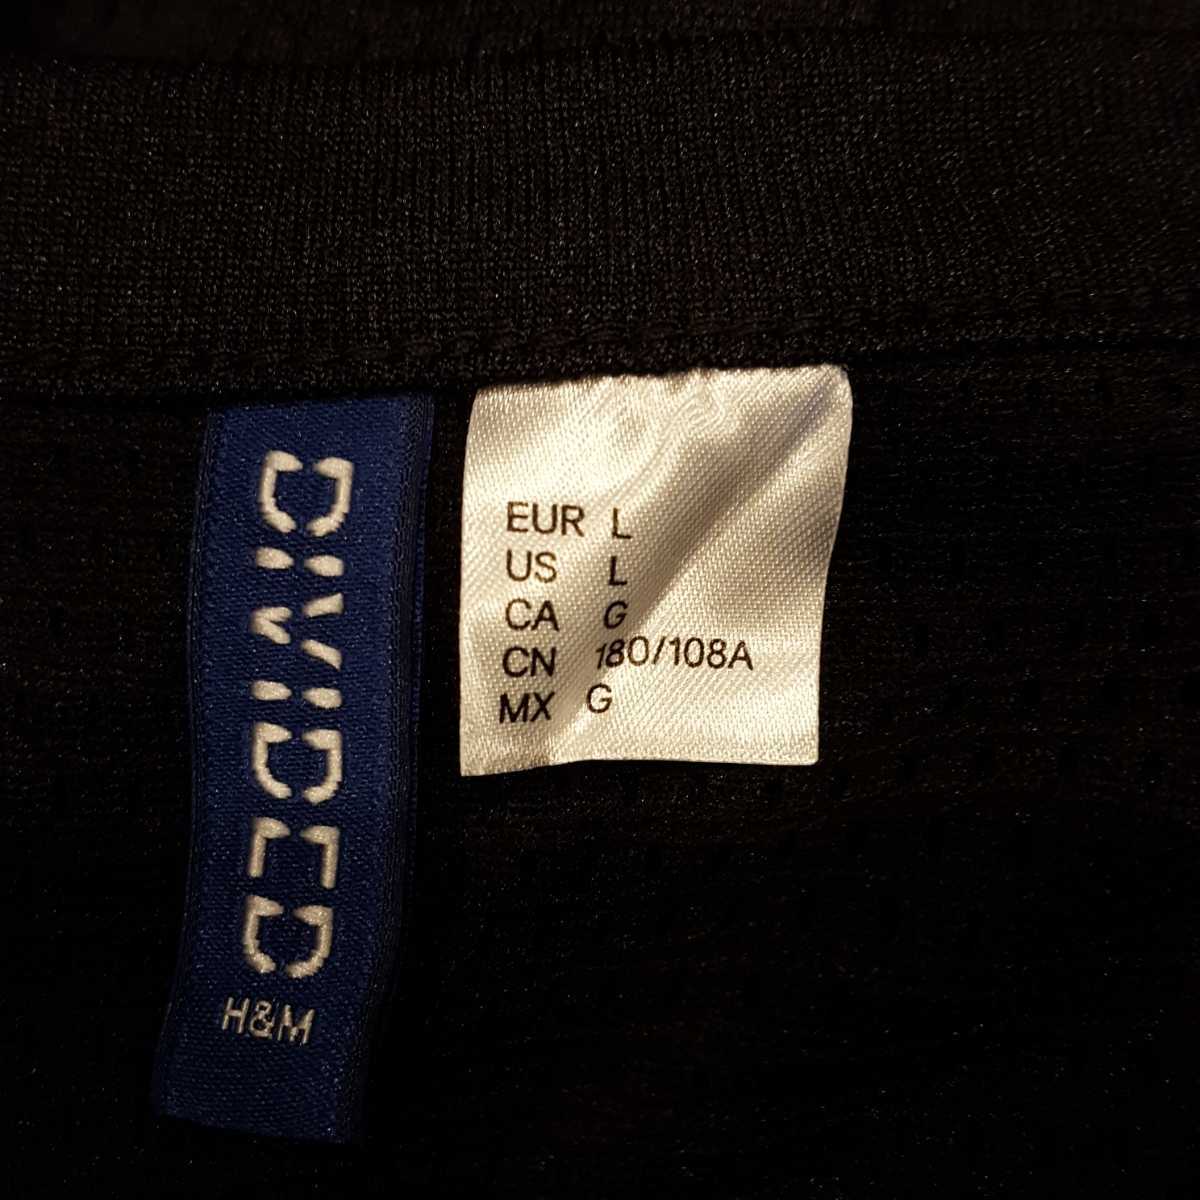 DIVIDED
H&M
EUR L
US L
CA G
CN 180/108A
MX G